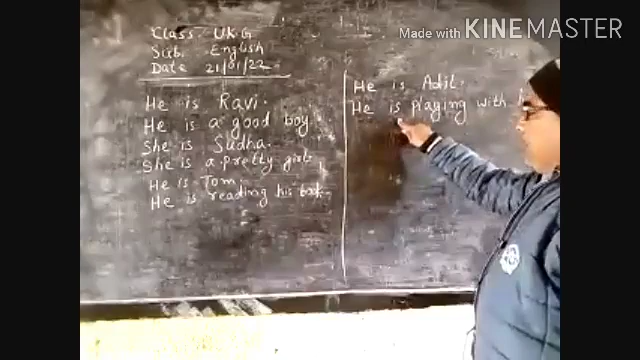 Made with KINEMASTER
Class. UKG
Sub. English
Date 21/01/22
He is Ravi.
He is a good boy.
She is Sudha.
She is a pretty girl.
He is Tom.
He is reading his book.
He is Adit.
He is playing with